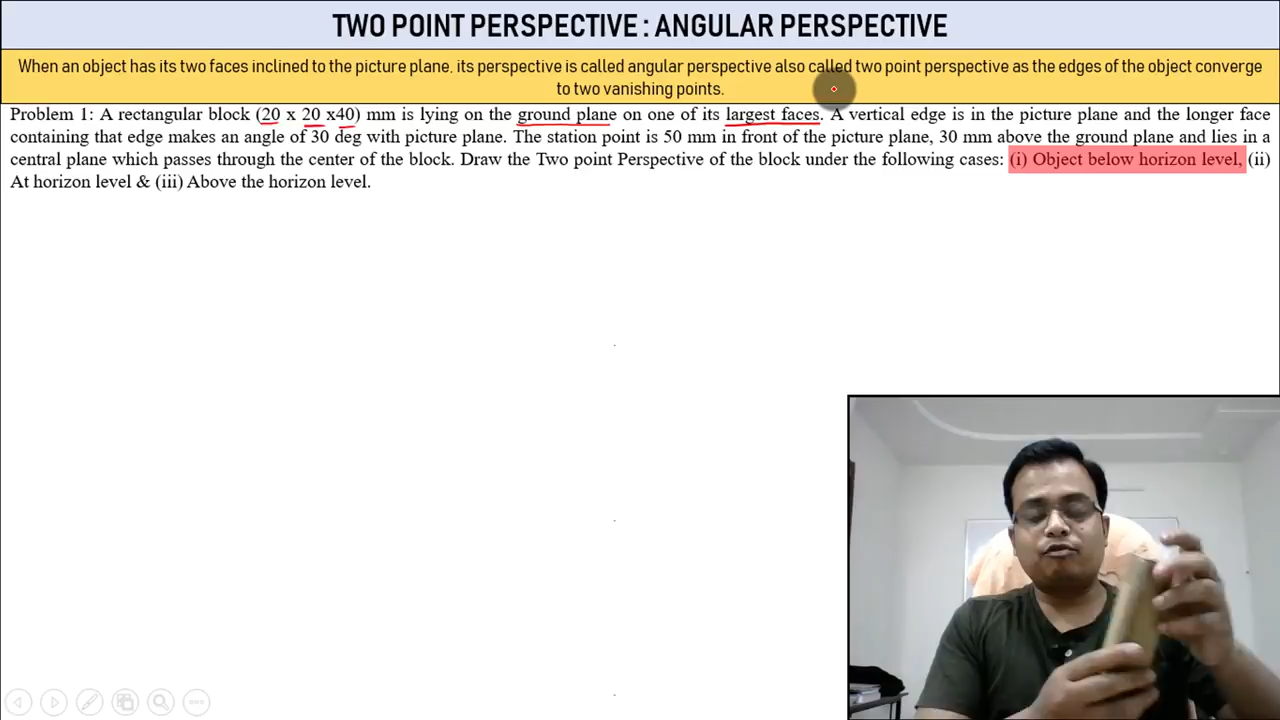 TWO POINT PERSPECTIVE : ANGULAR PERSPECTIVE
When an object has its two faces inclined to the picture plane, its perspective is called angular perspective also called two point perspective as the edges of the object converge
to two vanishing points.
Problem 1: A rectangular block (20 x 20 x40) mm is lying on the ground plane on one of its largest faces. A vertical edge is in the picture plane and the longer face
containing that edge makes an angle of 30 deg with picture plane. The station point is 50 mm in front of the picture plane, 30 mm above the ground plane and lies in a
central plane which passes through the center of the block. Draw the Two point Perspective of the block under the following cases: (i) Object below horizon level, (ii)
At horizon level & (iii) Above the horizon level.